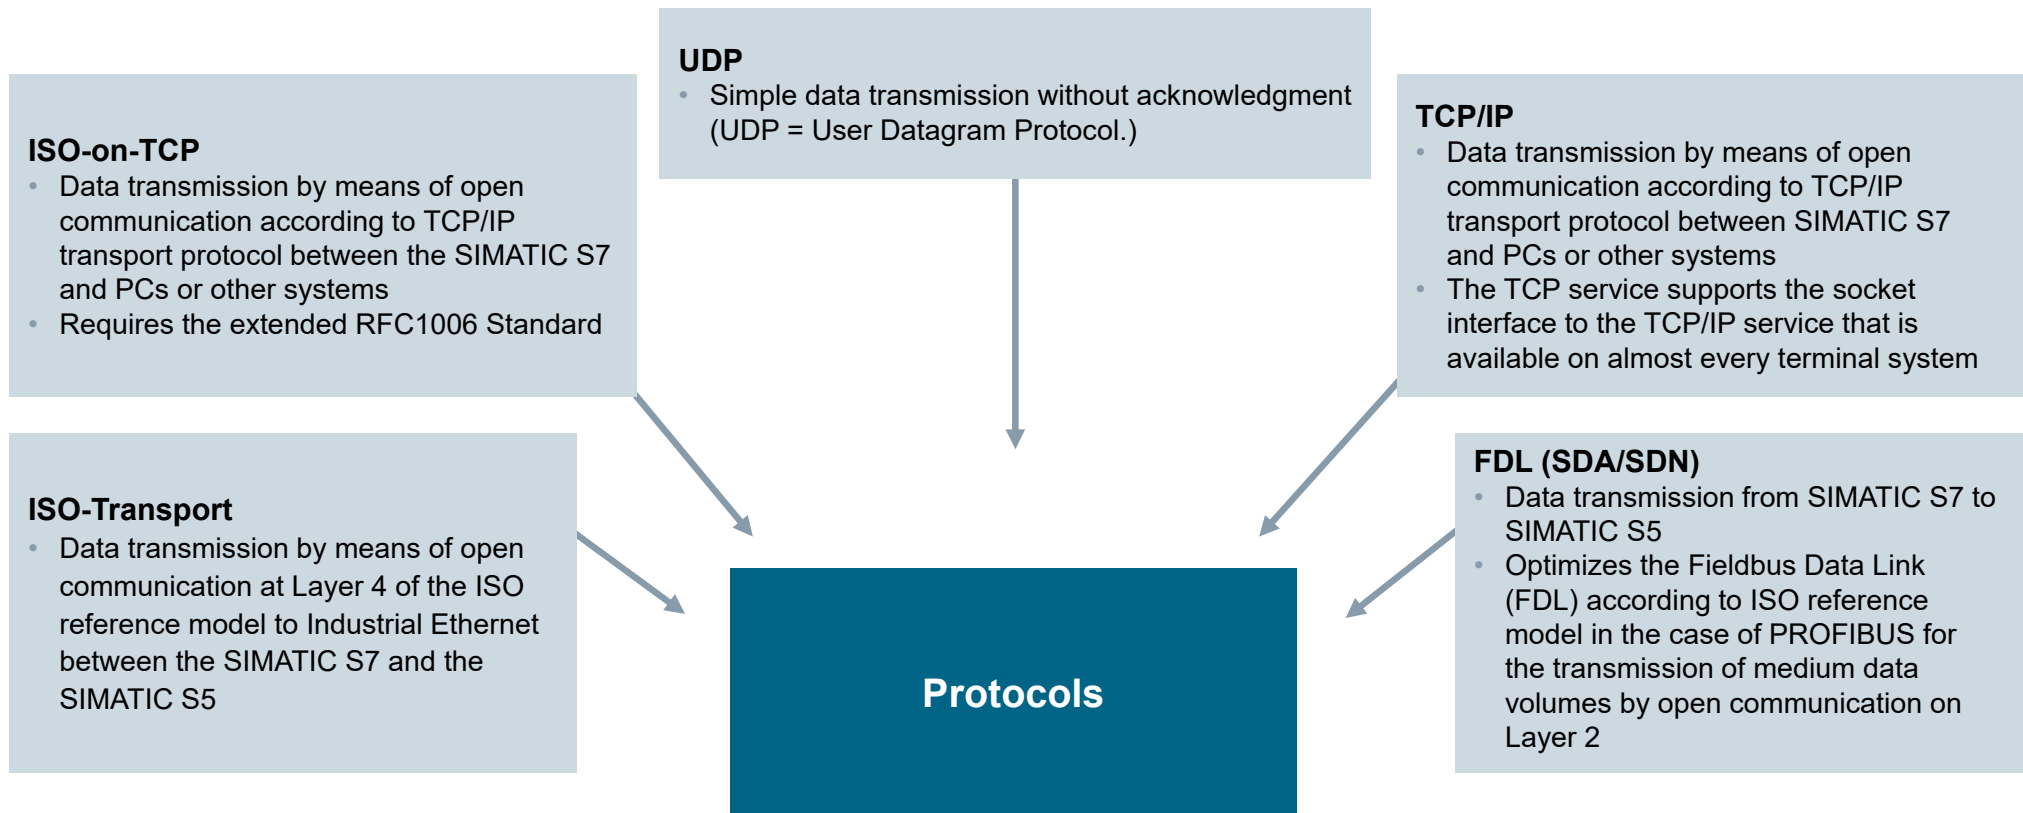 UDP
• Simple data transmission without acknowledgment
(UDP = User Datagram Protocol.)
ISO-on-TCP
• Data transmission by means of open
communication according to TCP/IP
transport protocol between the SIMATIC S7
and PCs or other systems
• Requires the extended RFC1006 Standard
TCP/IP
• Data transmission by means of open
communication according to TCP/IP
transport protocol between SIMATIC S7
and PCs or other systems
• The TCP service supports the socket
interface to the TCP/IP service that is
available on almost every terminal system
ISO-Transport
• Data transmission by means of open
communication at Layer 4 of the ISO
reference model to Industrial Ethernet
between the SIMATIC S7 and the
SIMATIC S5
FDL (SDA/SDN)
• Data transmission from SIMATIC S7 to
SIMATIC S5
• Optimizes the Fieldbus Data Link
(FDL) according to ISO reference
model in the case of PROFIBUS for
the transmission of medium data
volumes by open communication on
Layer 2
Protocols